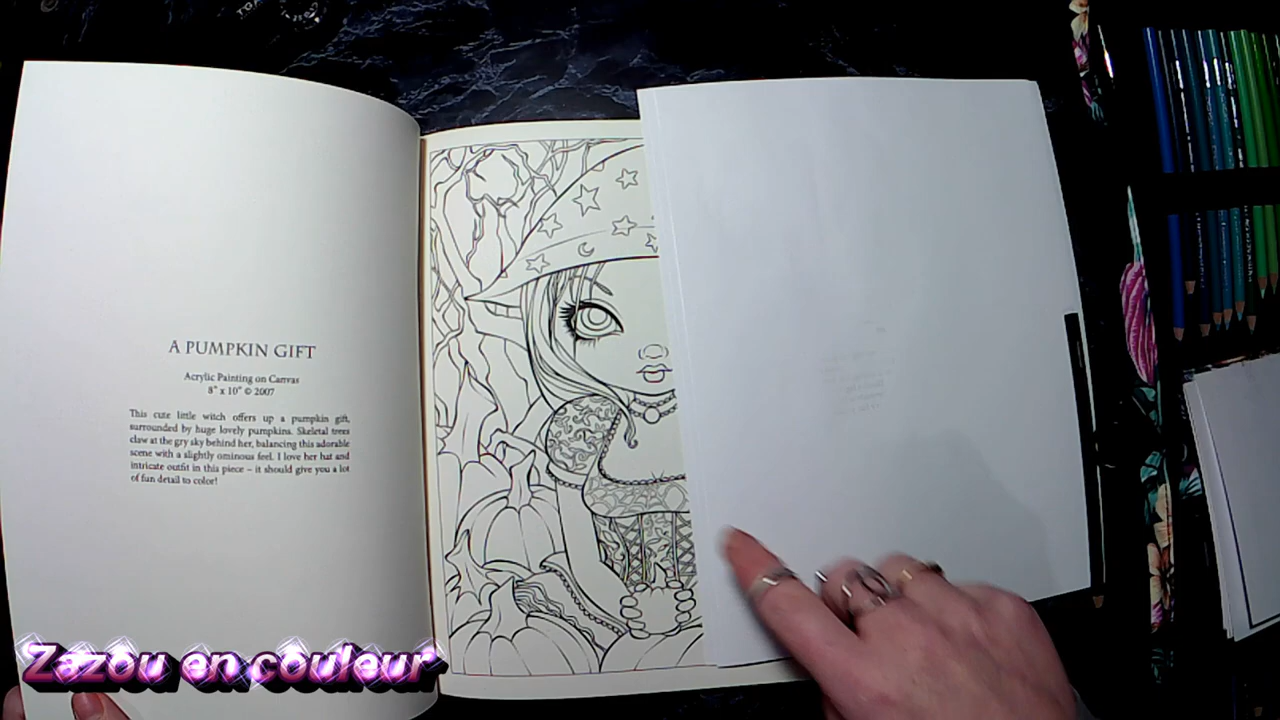 A PUMPKIN GIFT
Acrylic Painting on Canvas
8" x 10" © 2007
This cute little witch offers up a pumpkin gift,
surrounded by huge lovely pumpkins. Skeletal trees
claw at the gry sky behind her, balancing this adorable
scene with a slightly ominous feel. I love her hat and
intricate outfit in this piece – it should give you a lot
of fun detail to color!
Zazou en couleur